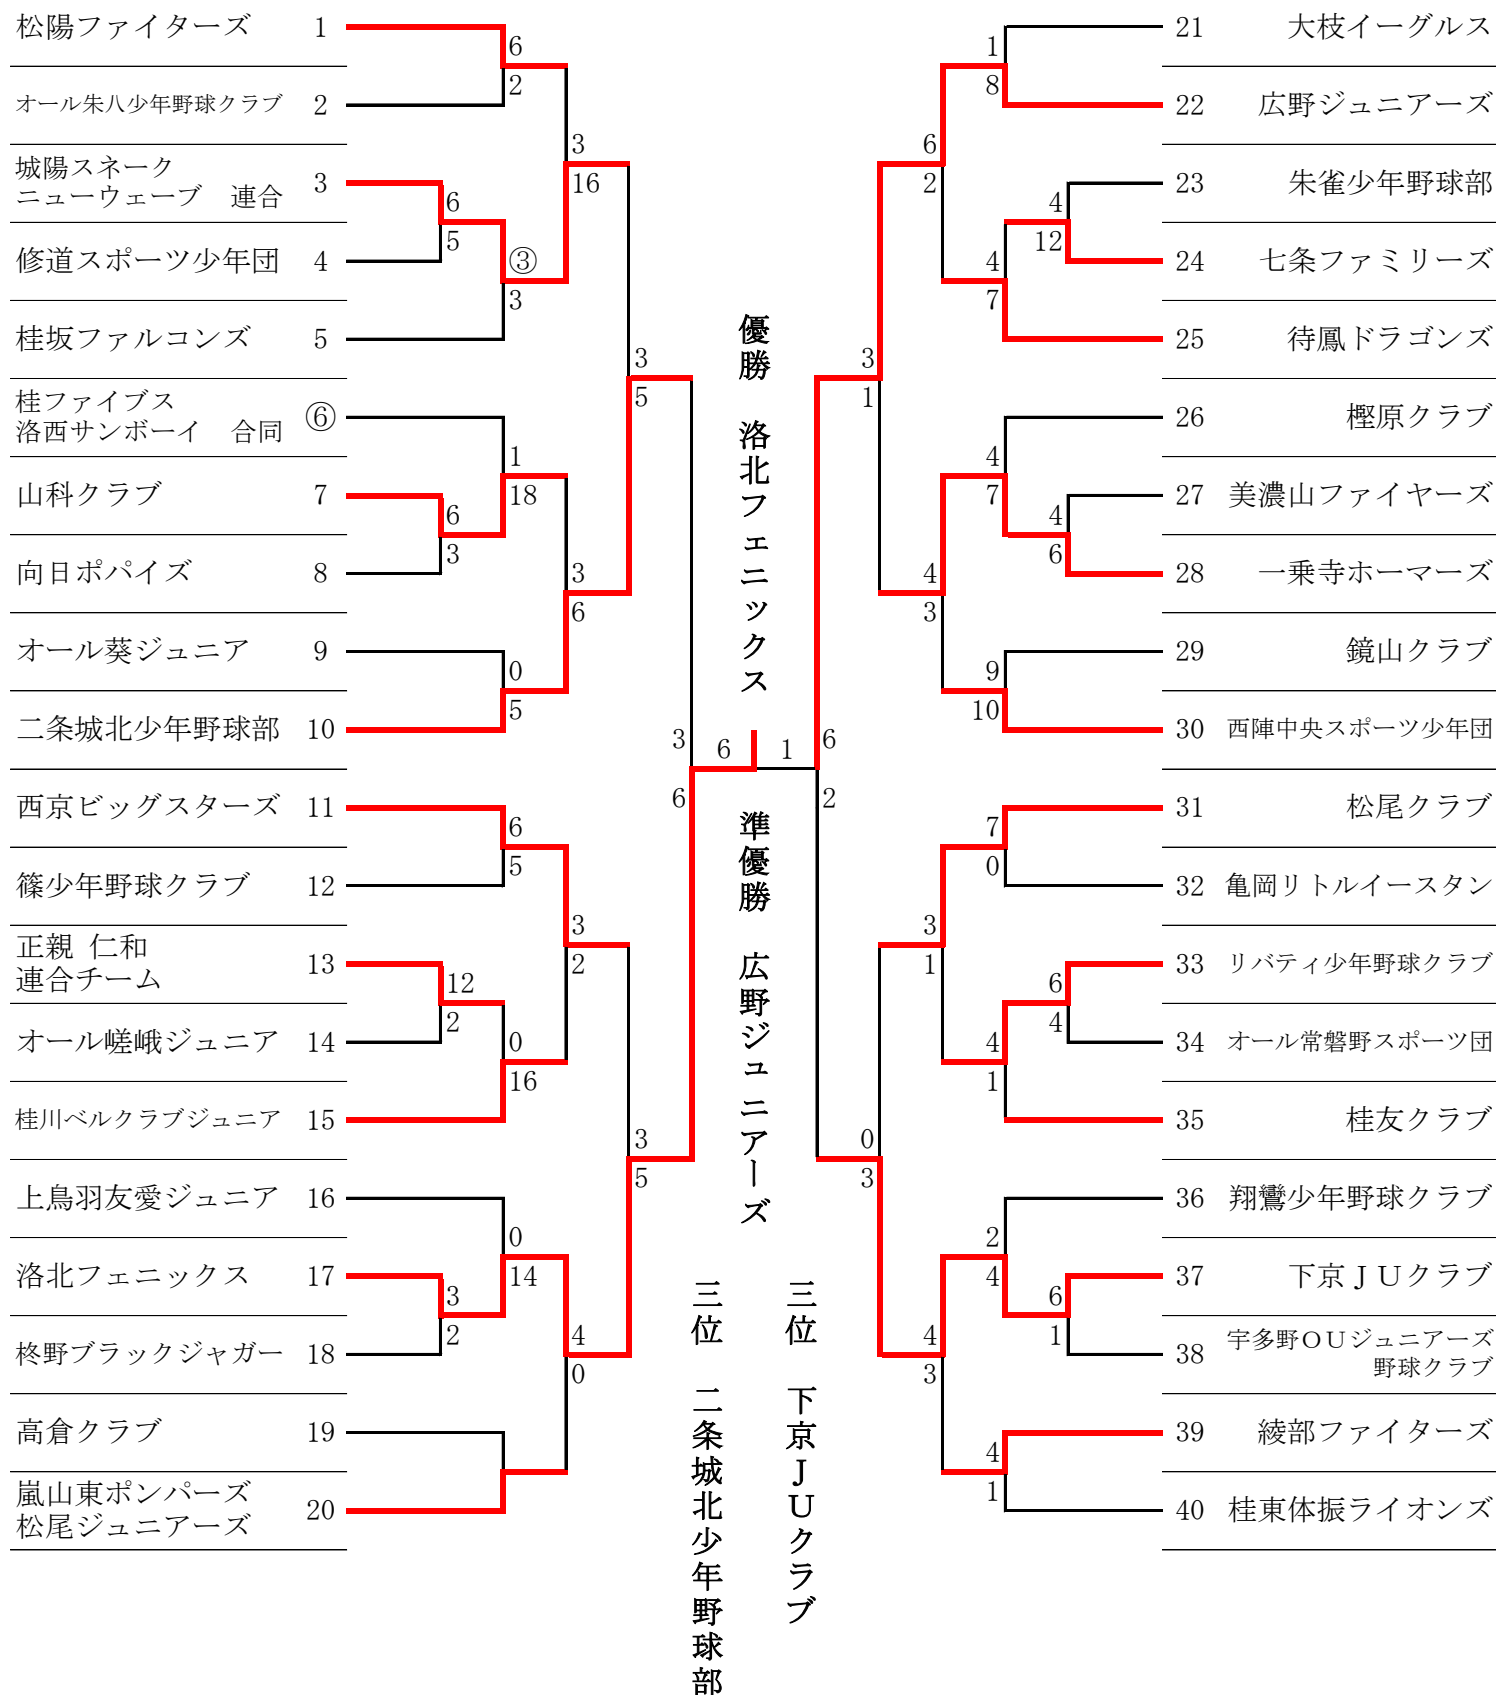 松陽ファイターズ 1
オール朱八少年野球クラブ 2
城陽スネーク
ニューウェーブ 連合 3
修道スポーツ少年団 4
桂坂ファルコンズ 5
桂ファイブス
洛西サンボーイ 合同 ⑥
山科クラブ 7
向日ポパイズ 8
オール葵ジュニア 9
二条城北少年野球部 10
西京ビッグスターズ 11
篠少年野球クラブ 12
正親 仁和
連合チーム 13
オール嵯峨ジュニア 14
桂川ベルクラブジュニア 15
上鳥羽友愛ジュニア 16
洛北フェニックス 17
柊野ブラックジャガー 18
高倉クラブ 19
嵐山東ポンパーズ
松尾ジュニアーズ 20
6
2
6
5
③
3
3
16
1
18
6
3
0
5
3
6
3
5
6
5
12
2
0
16
3
2
0
14
3
2
4
0
3
5
3
6
6
1
優勝 洛北フェニックス
準優勝 広野ジュニアーズ
三位 下京JUクラブ
三位 二条城北少年野球部
6
2
3
1
0
3
6
2
4
3
3
1
4
3
1
8
4
12
4
7
4
7
4
6
9
10
7
0
6
4
4
1
2
4
6
1
4
1
21 大枝イーグルス
22 広野ジュニアーズ
23 朱雀少年野球部
24 七条ファミリーズ
25 待鳳ドラゴンズ
26 樫原クラブ
27 美濃山ファイヤーズ
28 一乗寺ホーマーズ
29 鏡山クラブ
30 西陣中央スポーツ少年団
31 松尾クラブ
32 亀岡リトルイースタン
33 リバティ少年野球クラブ
34 オール常磐野スポーツ団
35 桂友クラブ
36 翔鸞少年野球クラブ
37 下京JUクラブ
38 宇多野OUジュニアーズ
野球クラブ
39 綾部ファイターズ
40 桂東体振ライオンズ